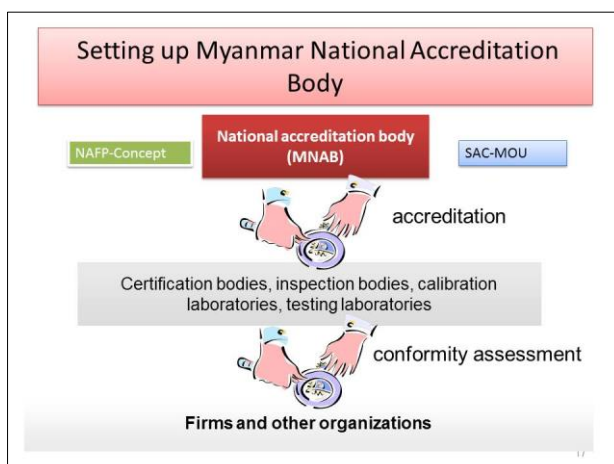 Setting up Myanmar National Accreditation
Body
National accreditation body
(MNAB)
NAFP-Concept
SAC-MOU
accreditation
Certification bodies, inspection bodies, calibration
laboratories, testing laboratories
conformity assessment
Firms and other organizations
17